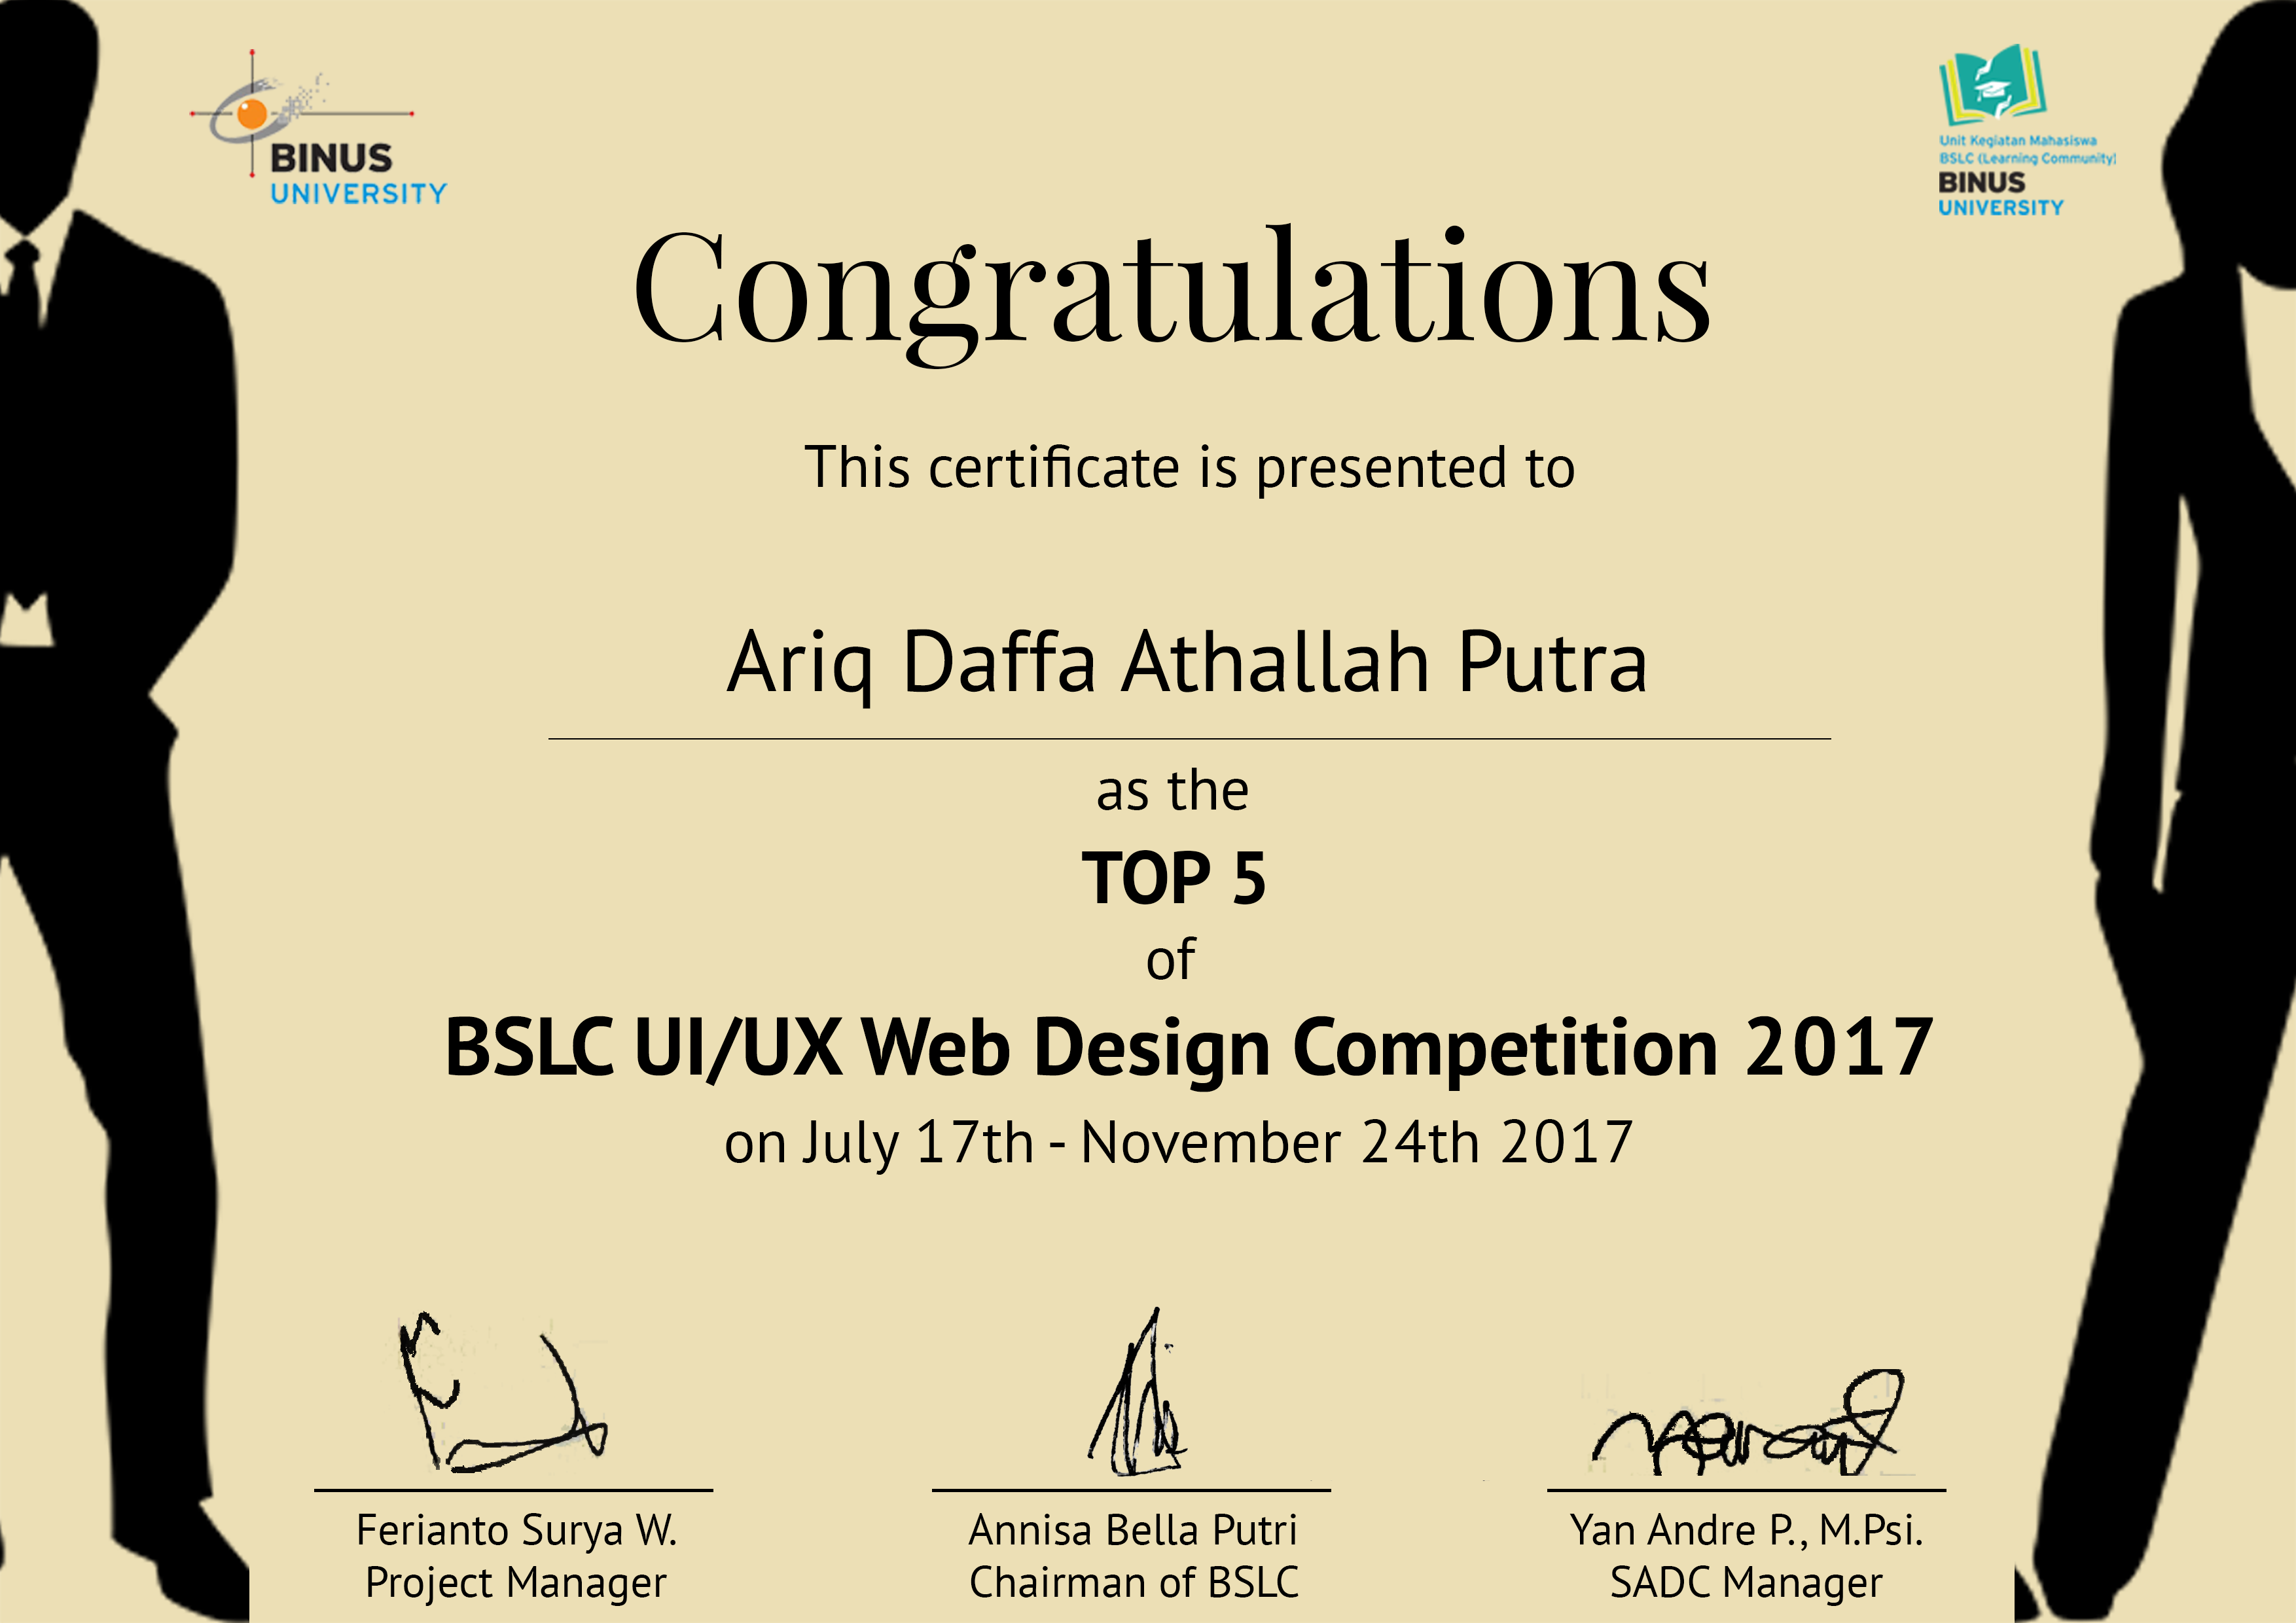 BINUS
UNIVERSITY
Unit Kegiatan Mahasiswa
BSLC (Learning Community)
BINUS
UNIVERSITY
Congratulations
This certificate is presented to
Ariq Daffa Athallah Putra
as the
TOP 5
of
BSLC UI/UX Web Design Competition 2017
on July 17th - November 24th 2017
Ferianto Surya W.
Project Manager
Annisa Bella Putri
Chairman of BSLC
Yan Andre P., M.Psi.
SADC Manager